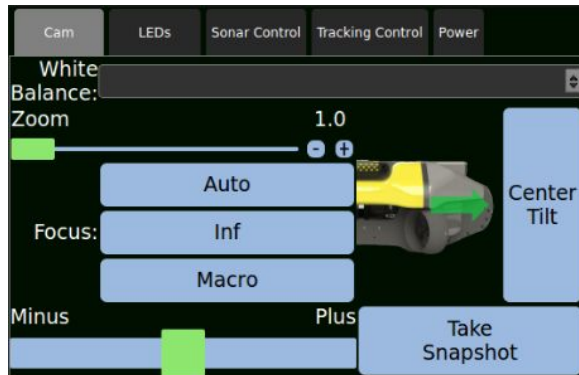 Cam LEDs Sonar Control Tracking Control Power
White
Balance:
Zoom 1.0
- +
Auto
Center
Tilt
Focus: Inf
Macro
Minus Plus
Take
Snapshot